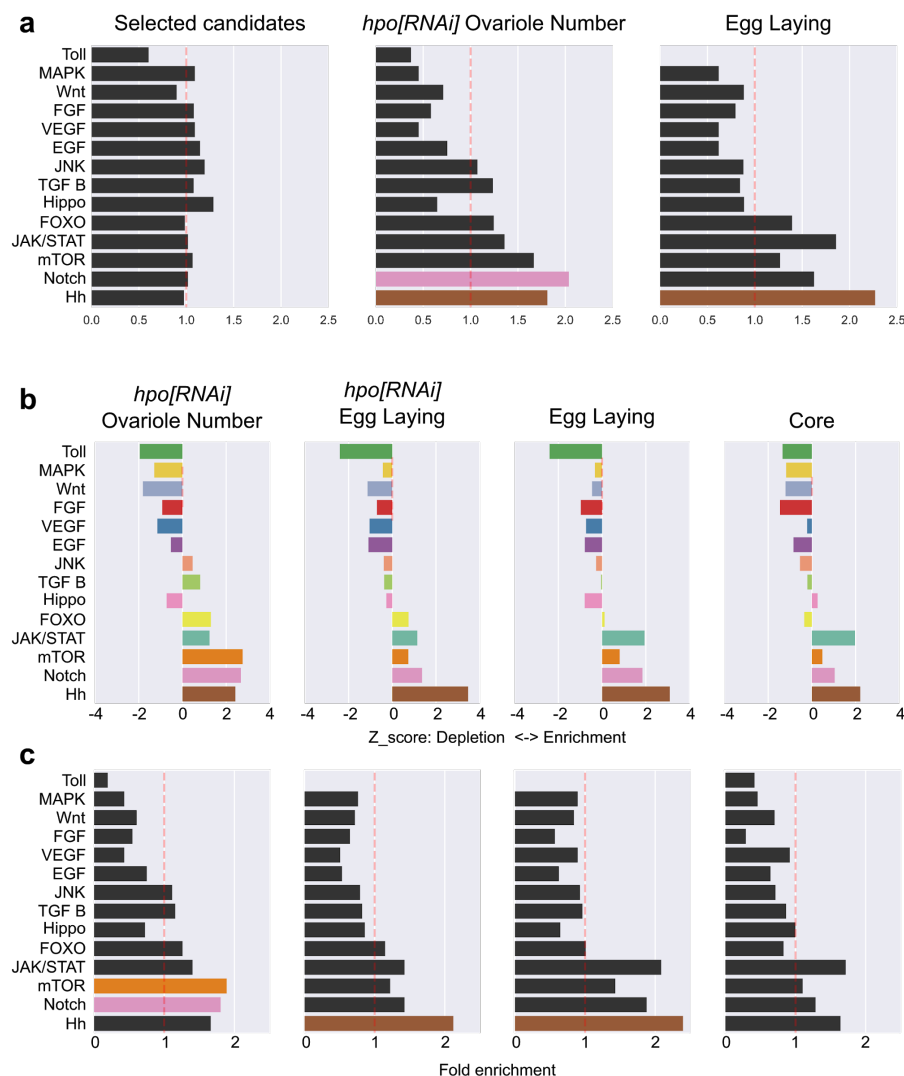 a
Selected candidates
hpo[RNAi] Ovariole Number
Egg Laying
Toll
MAPK
Wnt
FGF
VEGF
EGF
JNK
TGF B
Hippo
FOXO
JAK/STAT
mTOR
Notch
Hh
0.0 0.5 1.0 1.5 2.0 2.5
0.0 0.5 1.0 1.5 2.0 2.5
0.0 0.5 1.0 1.5 2.0 2.5
b
hpo[RNAi]
Ovariole Number
hpo[RNAi]
Egg Laying
Egg Laying
Core
Toll
MAPK
Wnt
FGF
VEGF
EGF
JNK
TGF B
Hippo
FOXO
JAK/STAT
mTOR
Notch
Hh
-4 -2 0 2 4
-4 -2 0 2 4
-4 -2 0 2 4
-4 -2 0 2 4
Z_score: Depletion <-> Enrichment
c
Toll
MAPK
Wnt
FGF
VEGF
EGF
JNK
TGF B
Hippo
FOXO
JAK/STAT
mTOR
Notch
Hh
0 1 2
0 1 2
0 1 2
0 1 2
Fold enrichment